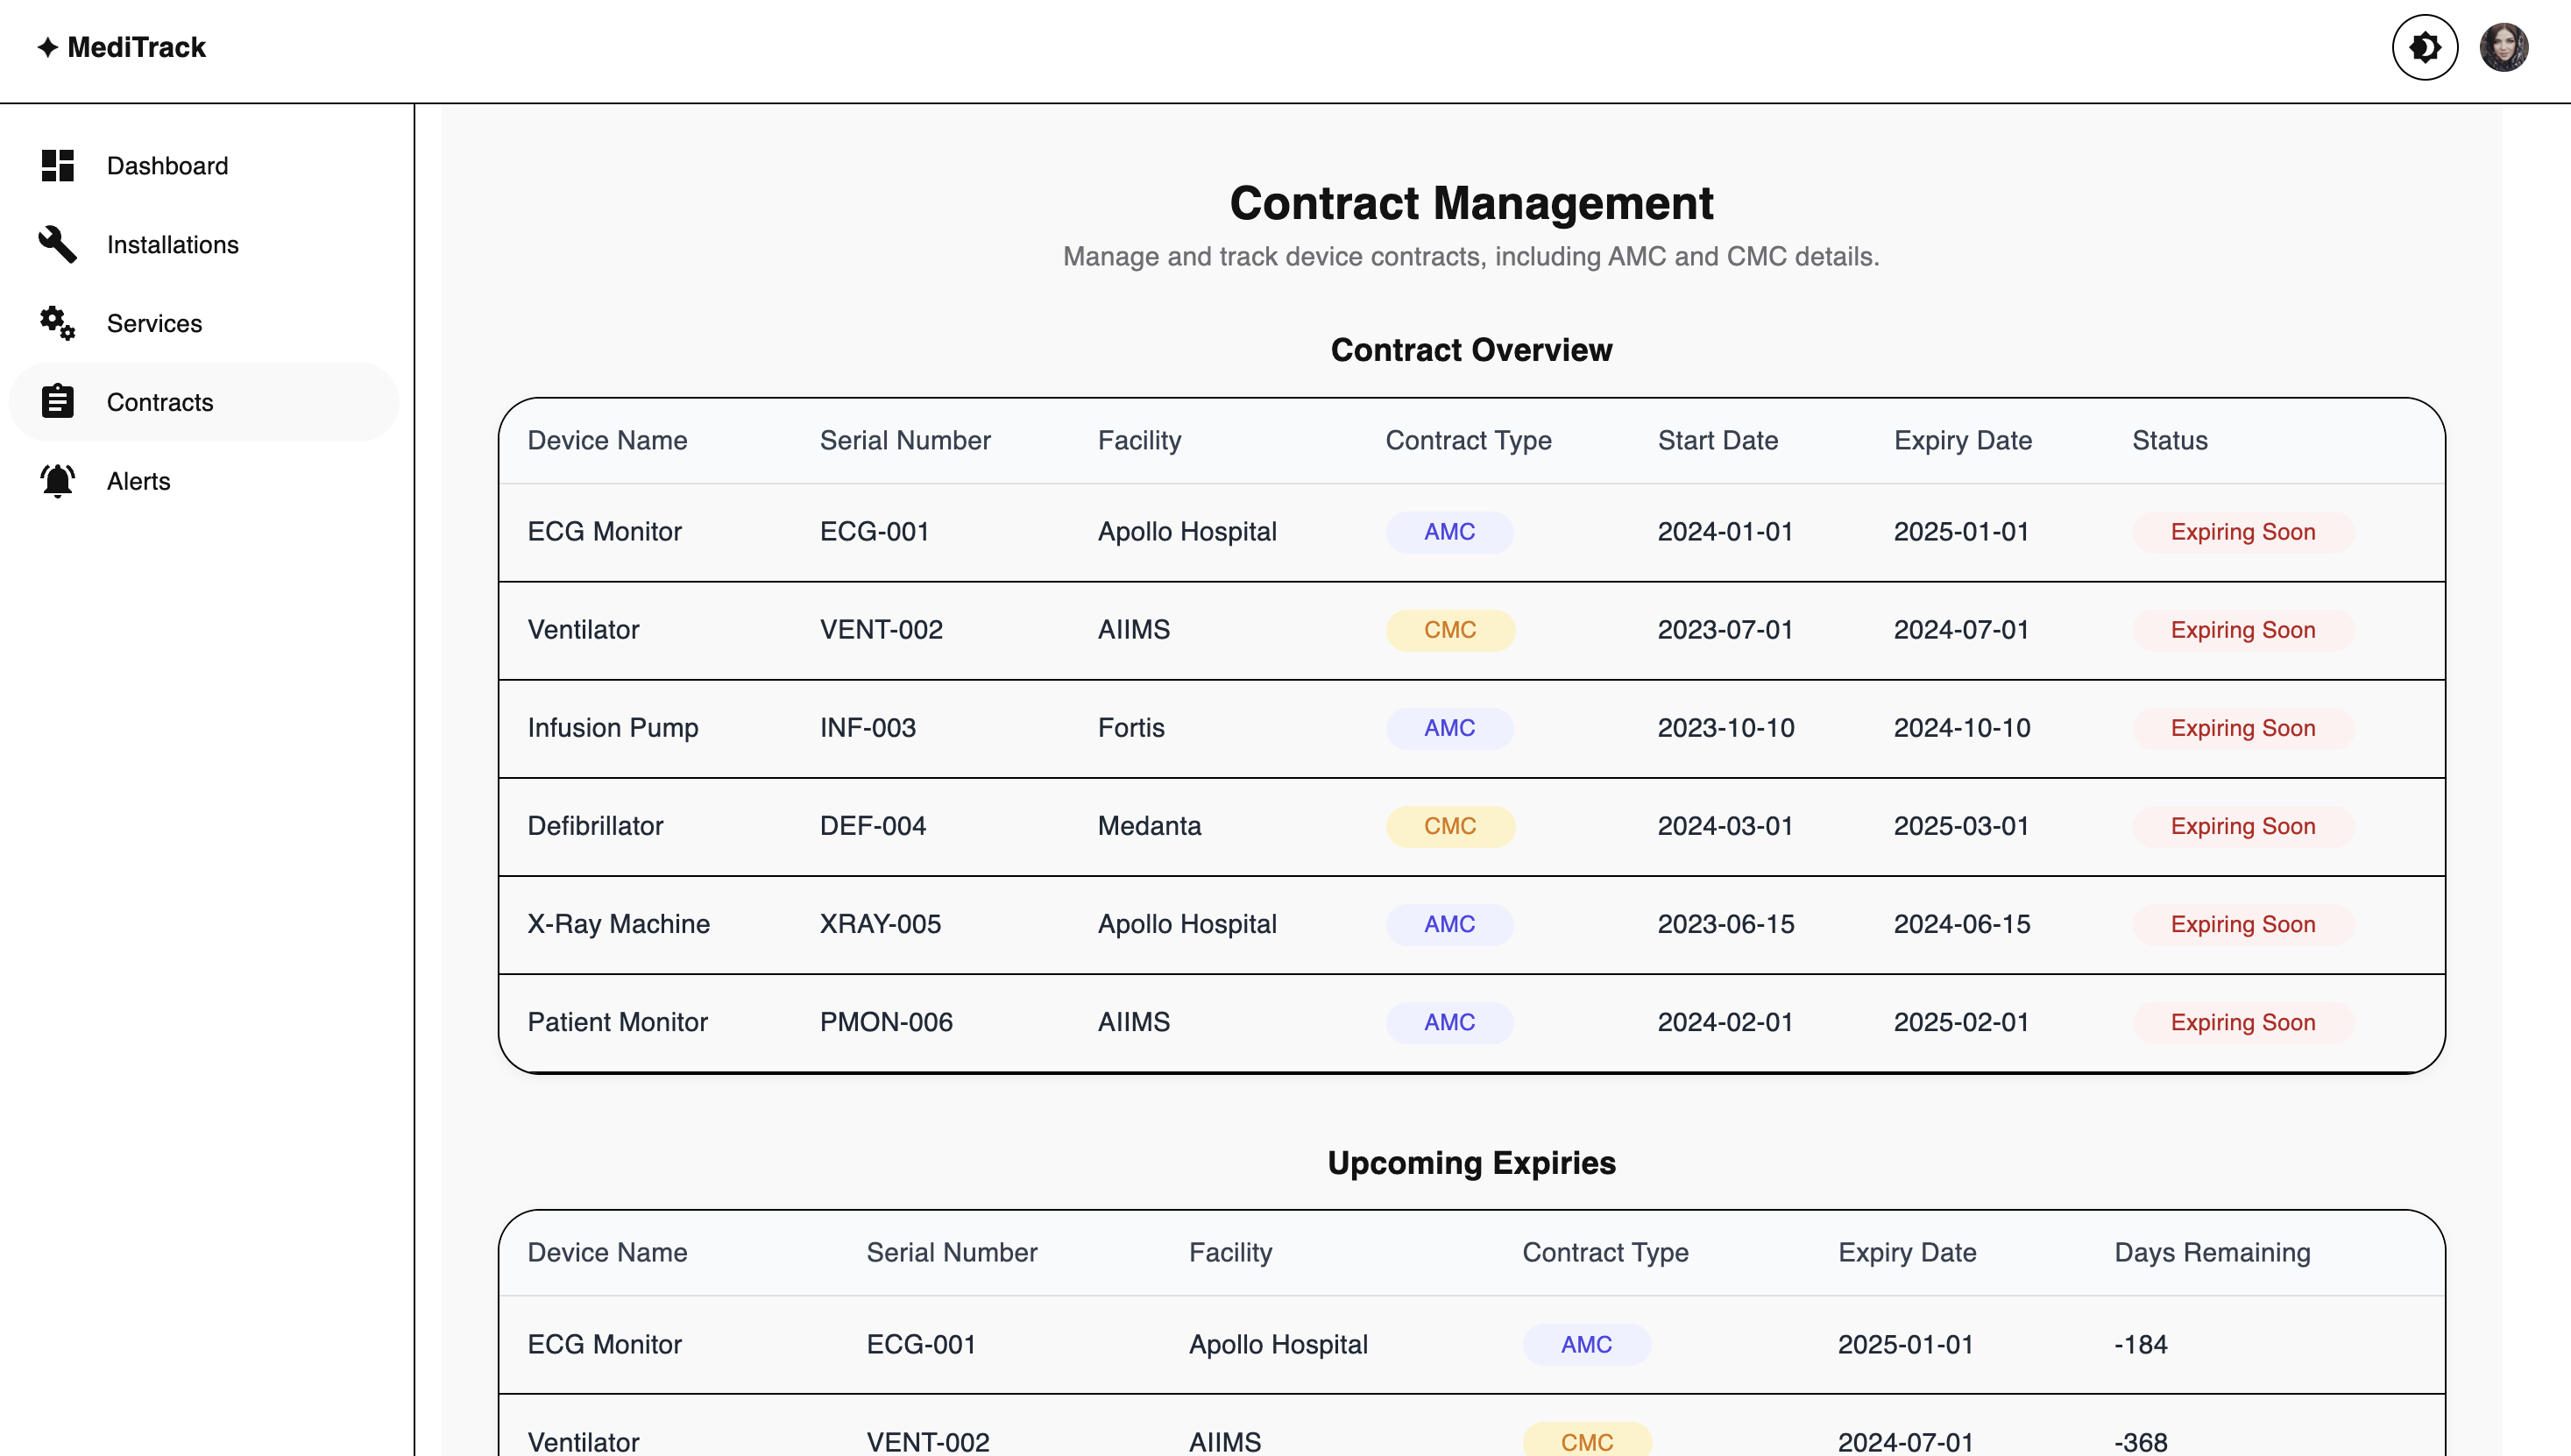 MediTrack
Dashboard
Installations
Services
Contracts
Alerts
Contract Management
Manage and track device contracts, including AMC and CMC details.
Contract Overview
Device Name Serial Number Facility Contract Type Start Date Expiry Date Status
ECG Monitor ECG-001 Apollo Hospital AMC 2024-01-01 2025-01-01 Expiring Soon
Ventilator VENT-002 AIIMS CMC 2023-07-01 2024-07-01 Expiring Soon
Infusion Pump INF-003 Fortis AMC 2023-10-10 2024-10-10 Expiring Soon
Defibrillator DEF-004 Medanta CMC 2024-03-01 2025-03-01 Expiring Soon
X-Ray Machine XRAY-005 Apollo Hospital AMC 2023-06-15 2024-06-15 Expiring Soon
Patient Monitor PMON-006 AIIMS AMC 2024-02-01 2025-02-01 Expiring Soon
Upcoming Expiries
Device Name Serial Number Facility Contract Type Expiry Date Days Remaining
ECG Monitor ECG-001 Apollo Hospital AMC 2025-01-01 -184
Ventilator VENT-002 AIIMS CMC 2024-07-01 -368